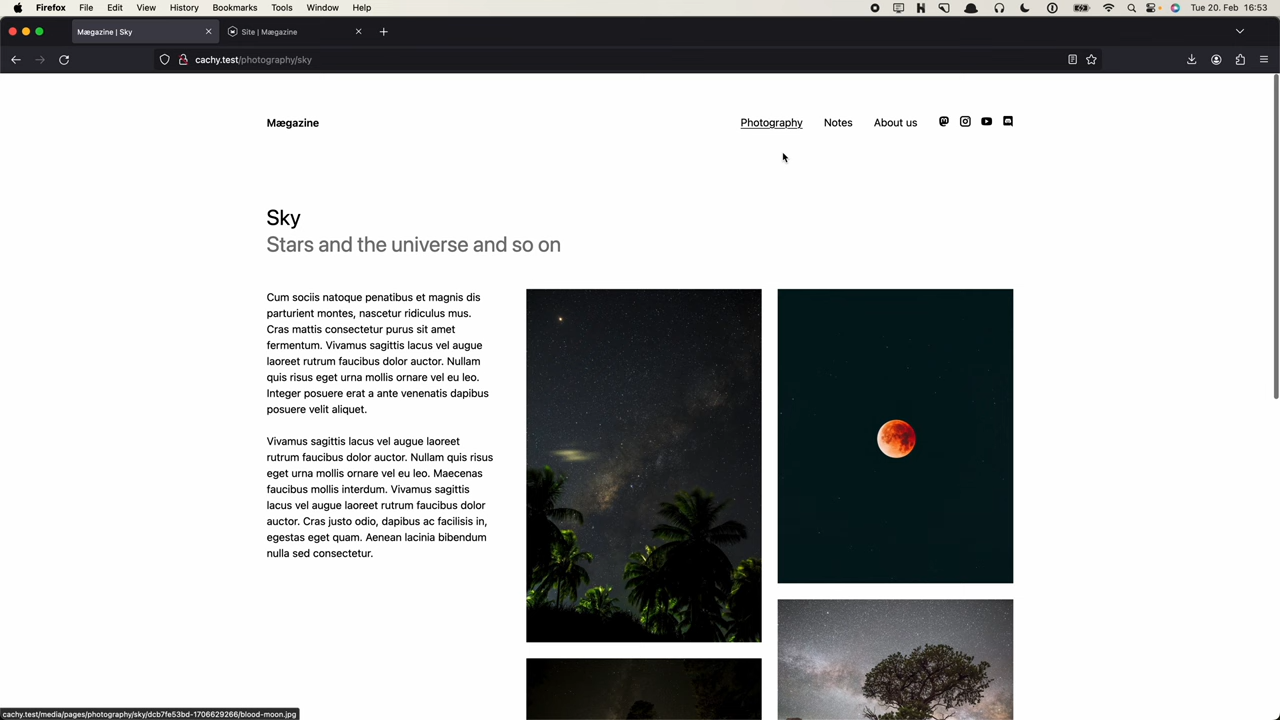 Firefox File Edit View History Bookmarks Tools Window Help Tue 20. Feb 16:53
Mægazine | Sky Site | Mægazine
cachy.test/photography/sky
Mægazine Photography Notes About us
Sky
Stars and the universe and so on
Cum sociis natoque penatibus et magnis dis
parturient montes, nascetur ridiculus mus.
Cras mattis consectetur purus sit amet
fermentum. Vivamus sagittis lacus vel augue
laoreet rutrum faucibus dolor auctor. Nullam
quis risus eget urna mollis ornare vel eu leo.
Integer posuere erat a ante venenatis dapibus
posuere velit aliquet.
Vivamus sagittis lacus vel augue laoreet
rutrum faucibus dolor auctor. Nullam quis risus
eget urna mollis ornare vel eu leo. Maecenas
faucibus mollis interdum. Vivamus sagittis
lacus vel augue laoreet rutrum faucibus dolor
auctor. Cras justo odio, dapibus ac facilisis in,
egestas eget quam. Aenean lacinia bibendum
nulla sed consectetur.
cachy.test/media/pages/photography/sky/dcb7fe53bd-1706629266/blood-moon.jpg